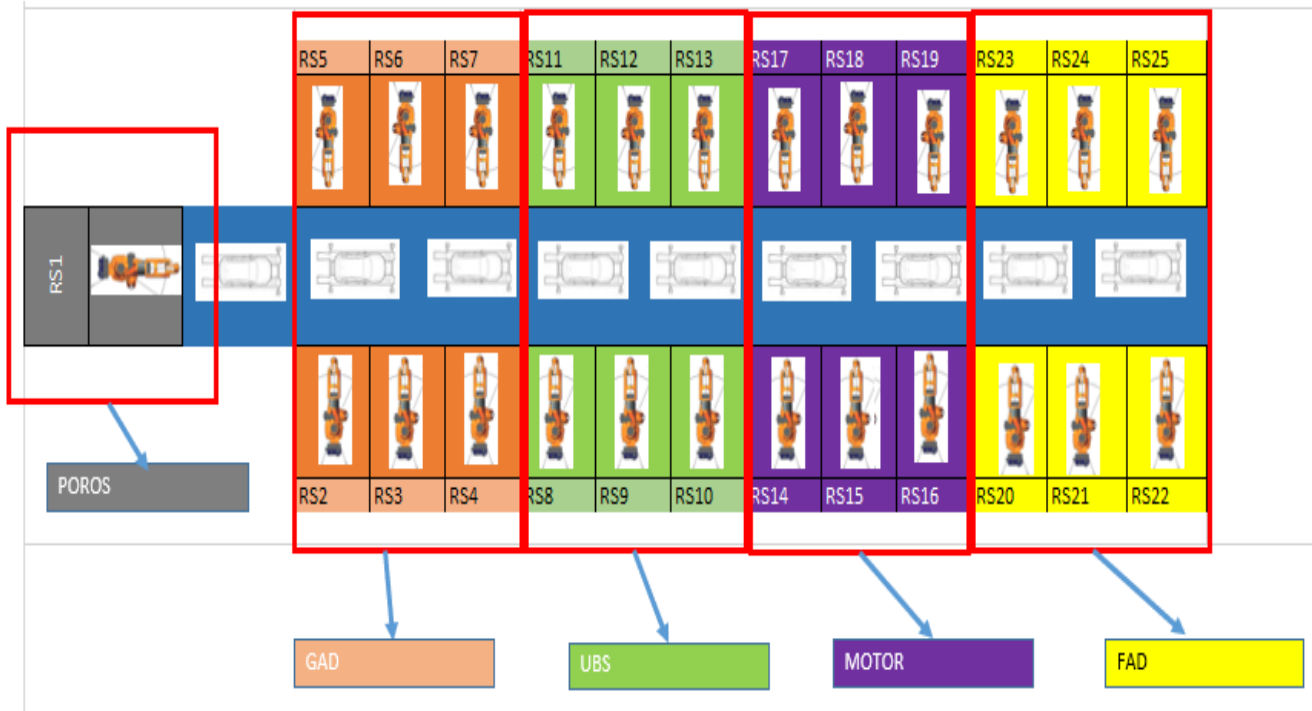 RS5 RS6 RS7 RS11 RS12 RS13 RS17 RS18 RS19 RS23 RS24 RS25
RS1
RS2 RS3 RS4 RS8 RS9 RS10 RS14 RS15 RS16 RS20 RS21 RS22
POROS
GAD UBS MOTOR FAD